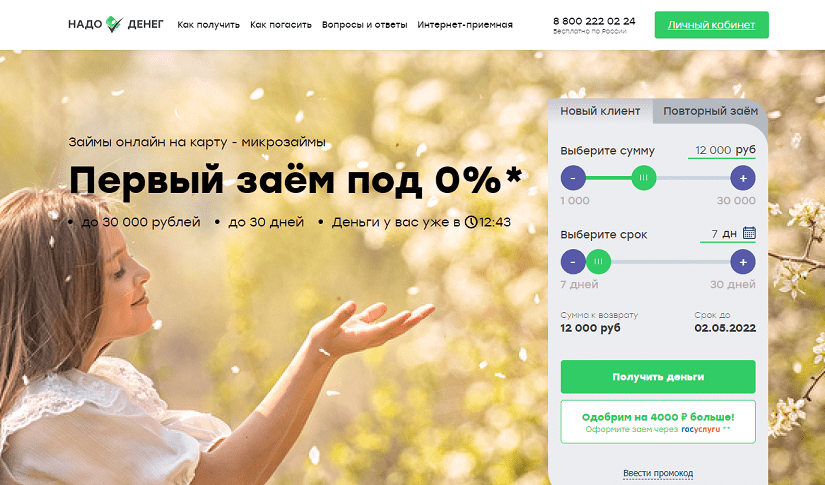 НАДО ДЕНЕГ
Как получить Как погасить Вопросы и ответы Интернет-приемная
8 800 222 02 24
Бесплатно по России
Личный кабинет
Новый клиент Повторный заём
Займы онлайн на карту - микрозаймы
Первый заём под 0%*
• до 30 000 рублей • до 30 дней • Деньги у вас уже в 12:43
Выберите сумму 12 000 руб
- +
1 000 30 000
Выберите срок 7 дн
- +
7 дней 30 дней
Сумма к возврату Срок до
12 000 руб 02.05.2022
Получить деньги
Одобрим на 4000 ₽ больше!
Оформите заем через госуслуги **
Ввести промокод